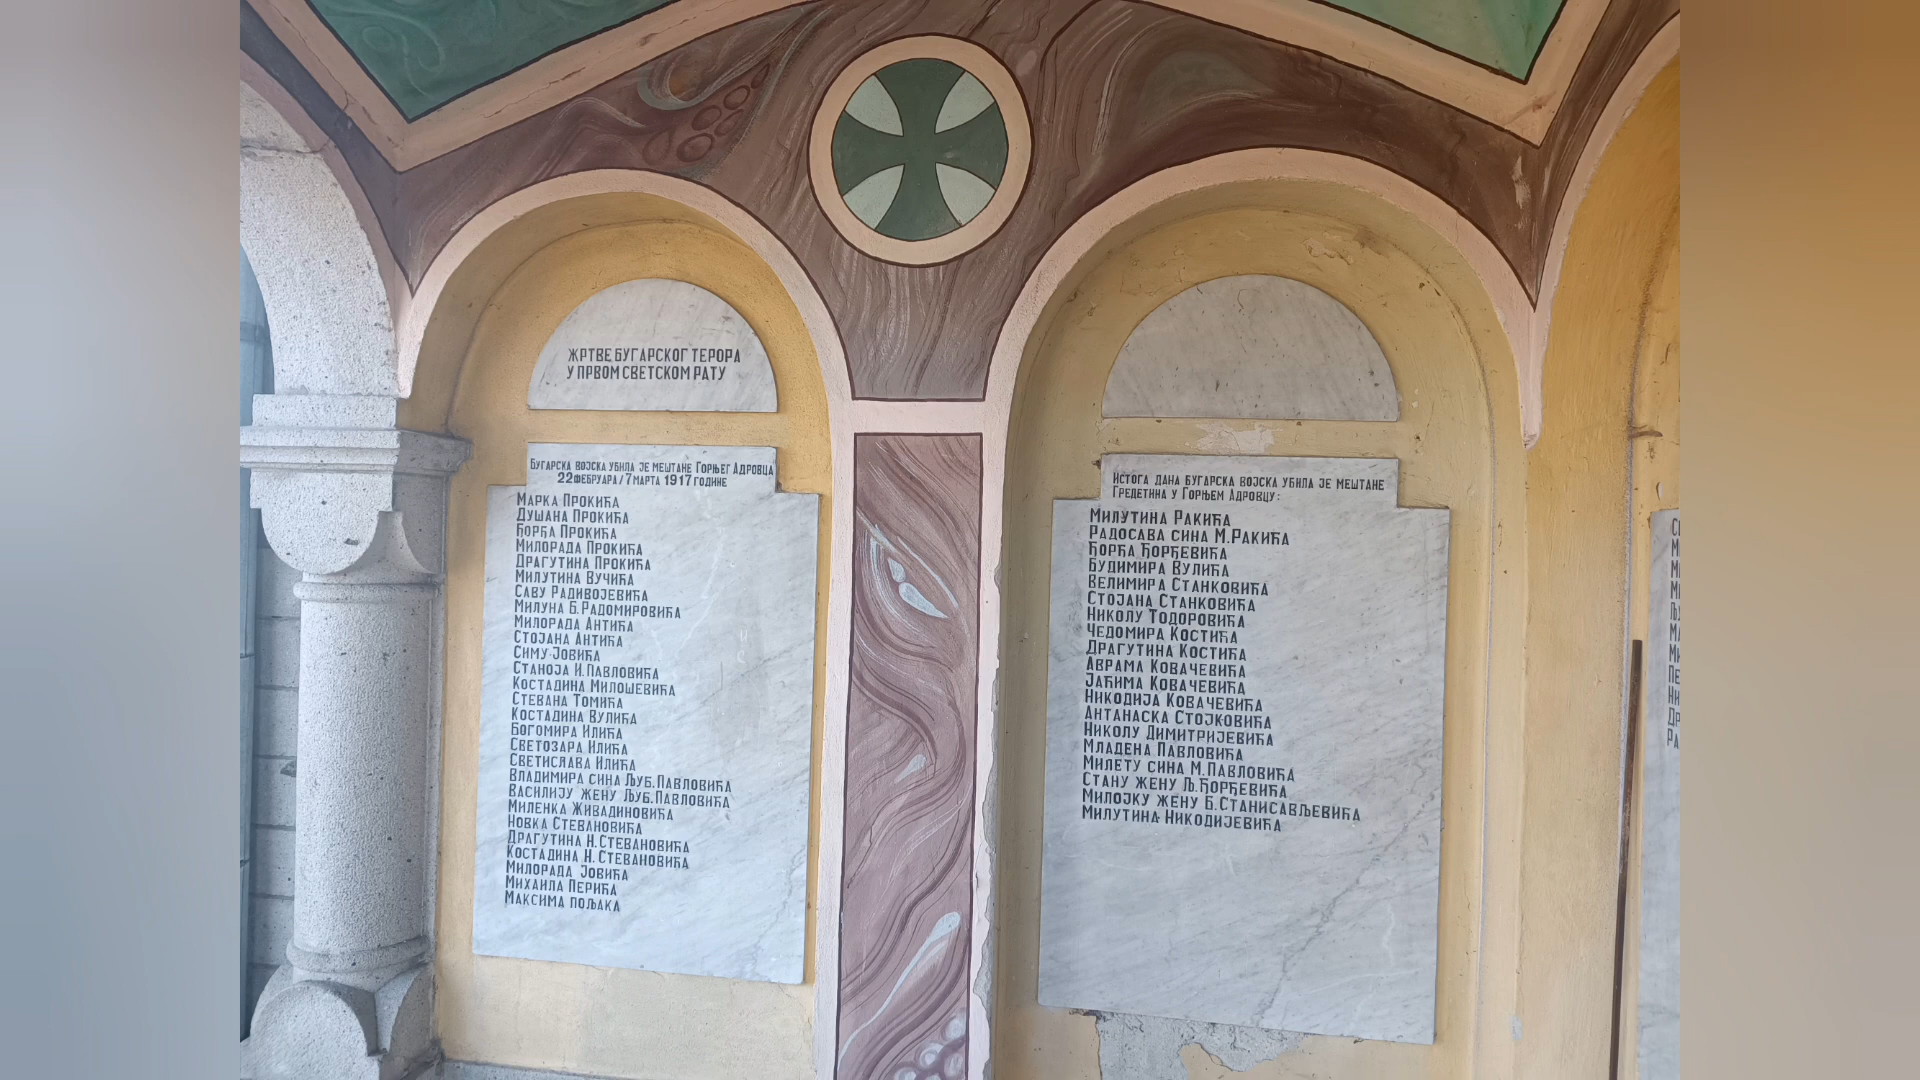 ЖРТВЕ БУГАРСКОГ ТЕРОРА
У ПРВОМ СВЕТСКОМ РАТУ
БУГАРСКА ВОЈСКА УБИЛА ЈЕ МЕШТАНЕ ГОРЊЕГ АДРОВЦА
22 ФЕБРУАРА/7 МАРТА 1917 ГОДИНЕ
МАРКА ПРОКИЋА
ДУШАНА ПРОКИЋА
ЂОРЂА ПРОКИЋА
МИЛОРАДА ПРОКИЋА
ДРАГУТИНА ПРОКИЋА
МИЛУТИНА ВУЧИЋА
САВУ РАДИВОЈЕВИЋА
МИЛУНА Б. РАДОМИРОВИЋА
МИЛОРАДА АНТИЋА
СТОЈАНА АНТИЋА
СИМУ ЈОВИЋА
СТАНОЈА И. ПАВЛОВИЋА
КОСТАДИНА МИЛОШЕВИЋА
СТЕВАНА ТОМИЋА
КОСТАДИНА ВУЛИЋА
БОГОМИРА ИЛИЋА
СВЕТОЗАРА ИЛИЋА
СВЕТИСЛАВА ИЛИЋА
ВЛАДИМИРА СИНА ЉУБ. ПАВЛОВИЋА
ВАСИЛИЈУ ЖЕНУ ЉУБ. ПАВЛОВИЋА
МИЛЕНКА ЖИВАДИНОВИЋА
НОВКА СТЕВАНОВИЋА
ДРАГУТИНА Н. СТЕВАНОВИЋА
КОСТАДИНА Н. СТЕВАНОВИЋА
МИЛОРАДА ЈОВИЋА
МИХАИЛА ПЕРИЋА
МАКСИМА ПОЉАКА
ИСТОГА ДАНА БУГАРСКА ВОЈСКА УБИЛА ЈЕ МЕШТАНЕ
ГРЕДЕТИНА У ГОРЊЕМ АДРОВЦУ:
МИЛУТИНА РАКИЋА
РАДОСАВА СИНА М. РАКИЋА
ЂОРЂА ЂОРЂЕВИЋА
БУДИМИРА ВУЛИЋА
ВЕЛИМИРА СТАНКОВИЋА
СТОЈАНА СТАНКОВИЋА
НИКОЛУ ТОДОРОВИЋА
ЧЕДОМИРА КОСТИЋА
ДРАГУТИНА КОСТИЋА
АВРАМА КОВАЧЕВИЋА
ЈАЋИМА КОВАЧЕВИЋА
НИКОДИЈА КОВАЧЕВИЋА
АНТАНАСКА СТОЈКОВИЋА
НИКОЛУ ДИМИТРИЈЕВИЋА
МЛАДЕНА ПАВЛОВИЋА
МИЛЕТУ СИНА М. ПАВЛОВИЋА
СТАНУ ЖЕНУ Љ. ЂОРЂЕВИЋА
МИЛОЈКУ ЖЕНУ Б. СТАНИСАВЉЕВИЋА
МИЛУТИНА НИКОДИЈЕВИЋА